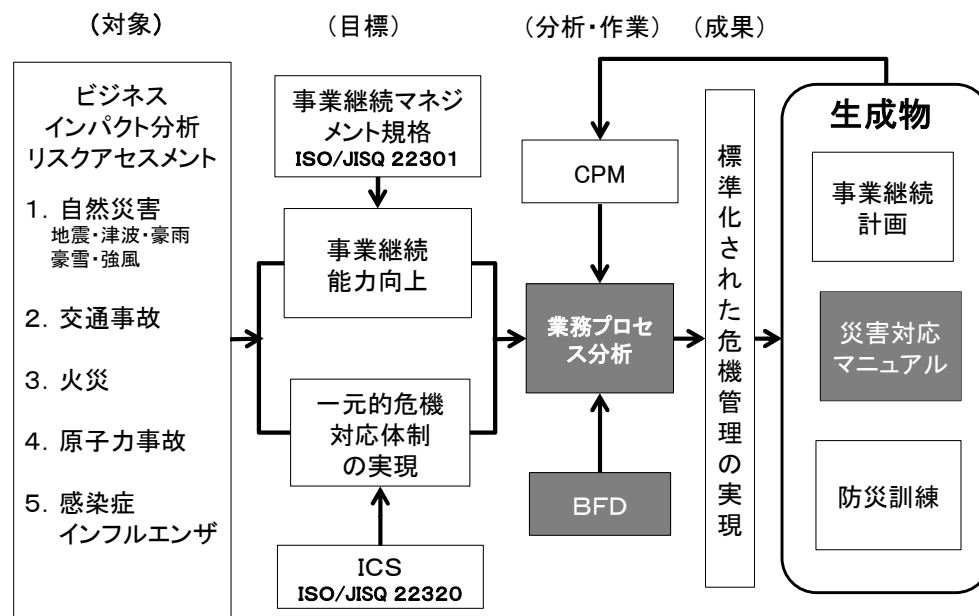 （対象）
（目標）
（分析・作業）
（成果）
ビジネス
インパクト分析
リスクアセスメント
1．自然災害
地震・津波・豪雨
豪雪・強風
2．交通事故
3．火災
4．原子力事故
5．感染症
インフルエンザ
事業継続マネジ
メント規格
ISO/JISQ 22301
事業継続
能力向上
一元的危機
対応体制
の実現
ICS
ISO/JISQ 22320
CPM
業務プロセ
ス分析
BFD
標準化された危機管理の実現
生成物
事業継続
計画
災害対応
マニュアル
防災訓練